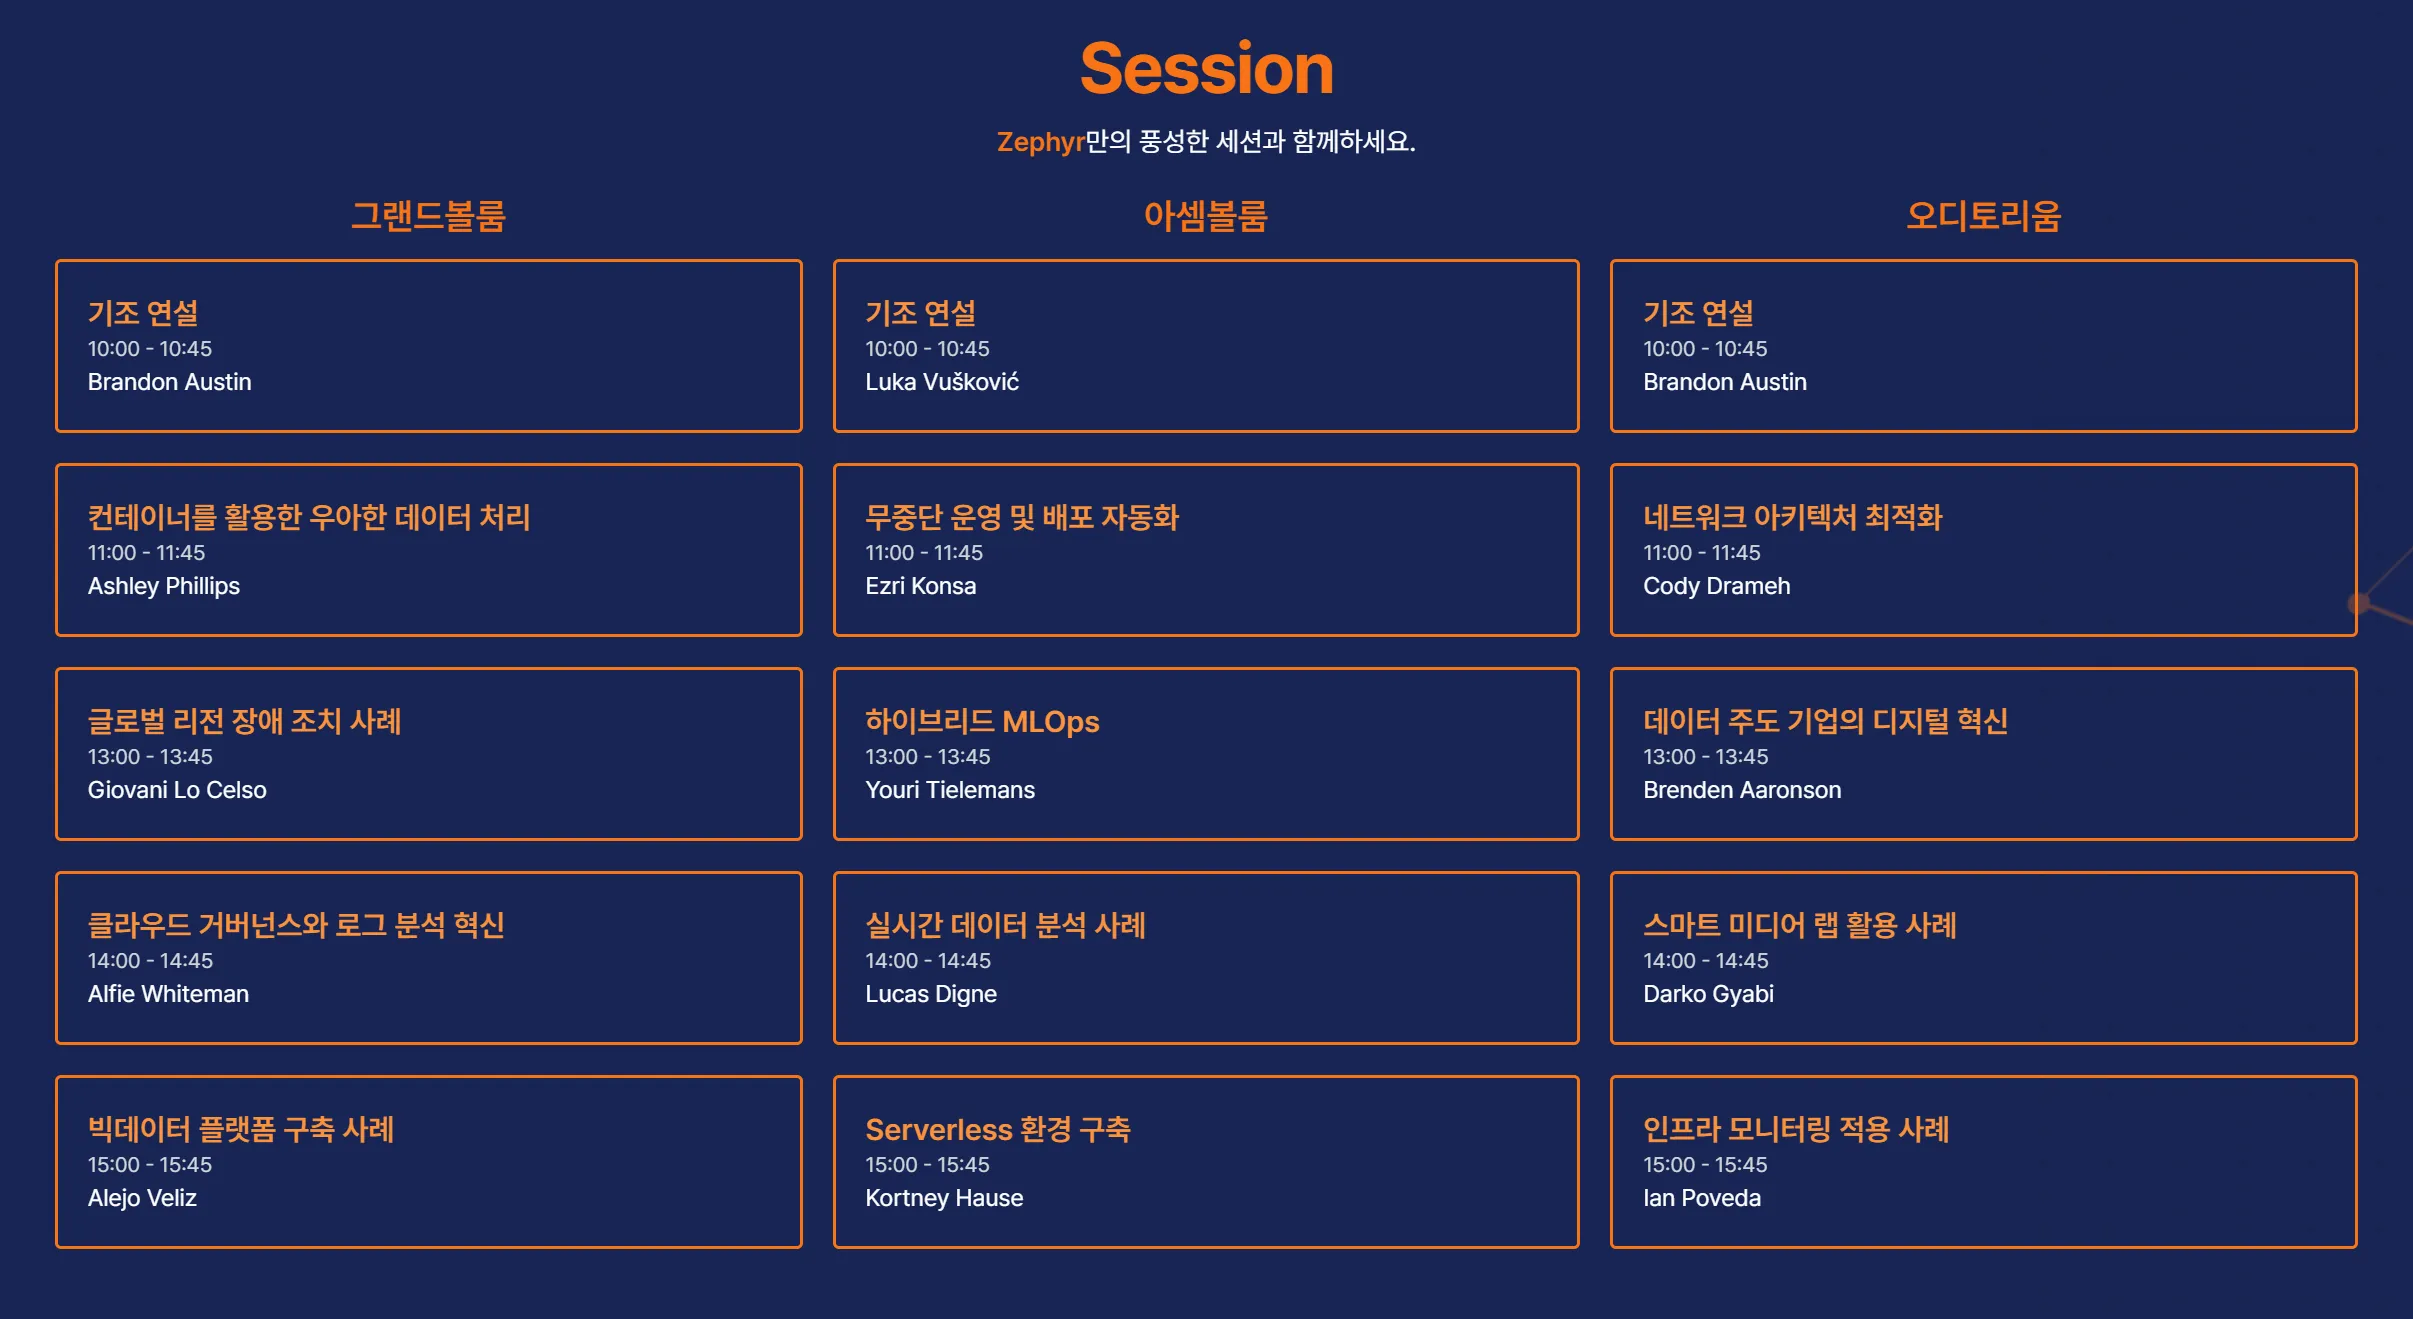 Session
Zephyr만의 풍성한 세션과 함께하세요.
그랜드볼룸
기조 연설
10:00 - 10:45
Brandon Austin
컨테이너를 활용한 우아한 데이터 처리
11:00 - 11:45
Ashley Phillips
글로벌 리전 장애 조치 사례
13:00 - 13:45
Giovani Lo Celso
클라우드 거버넌스와 로그 분석 혁신
14:00 - 14:45
Alfie Whiteman
빅데이터 플랫폼 구축 사례
15:00 - 15:45
Alejo Veliz
아셈볼룸
기조 연설
10:00 - 10:45
Luka Vušković
무중단 운영 및 배포 자동화
11:00 - 11:45
Ezri Konsa
하이브리드 MLOps
13:00 - 13:45
Youri Tielemans
실시간 데이터 분석 사례
14:00 - 14:45
Lucas Digne
Serverless 환경 구축
15:00 - 15:45
Kortney Hause
오디토리움
기조 연설
10:00 - 10:45
Brandon Austin
네트워크 아키텍처 최적화
11:00 - 11:45
Cody Drameh
데이터 주도 기업의 디지털 혁신
13:00 - 13:45
Brenden Aaronson
스마트 미디어 랩 활용 사례
14:00 - 14:45
Darko Gyabi
인프라 모니터링 적용 사례
15:00 - 15:45
Ian Poveda